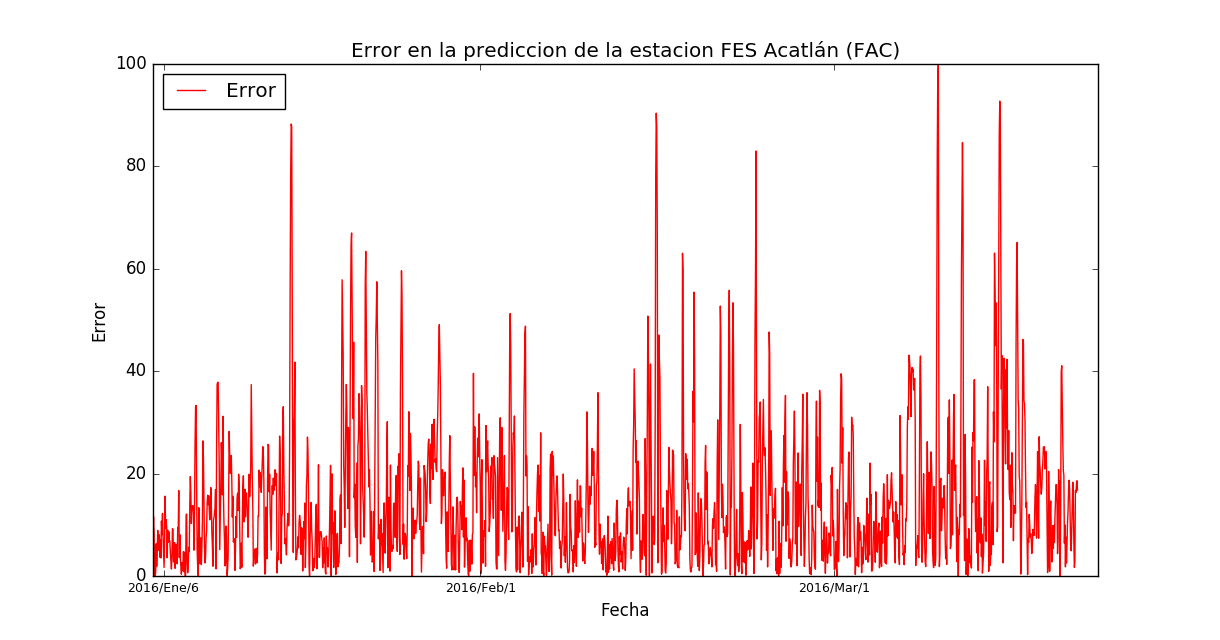 Error en la prediccion de la estacion FES Acatlán (FAC)
Error
100
80
60
40
20
0
Error
2016/Ene/6
2016/Feb/1
2016/Mar/1
Fecha